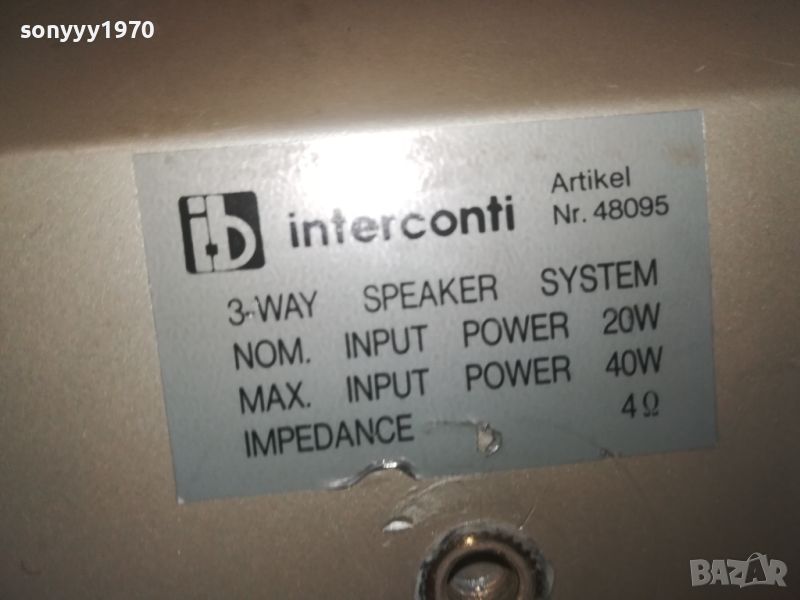 sonyyy1970
ib interconti
Artikel
Nr. 48095
3-WAY SPEAKER SYSTEM
NOM. INPUT POWER 20W
MAX. INPUT POWER 40W
IMPEDANCE 4Ω
BAZAR